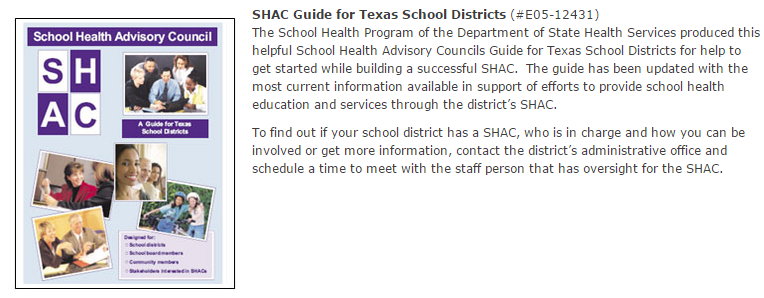 School Health Advisory Council
S H
A C
A Guide for Texas
School Districts
Designed for:
School districts
School board members
Community members
Stakeholders Interested in SHACs
SHAC Guide for Texas School Districts (#E05-12431)
The School Health Program of the Department of State Health Services produced this
helpful School Health Advisory Councils Guide for Texas School Districts for help to
get started while building a successful SHAC.  The guide has been updated with the
most current information available in support of efforts to provide school health
education and services through the district’s SHAC.
To find out if your school district has a SHAC, who is in charge and how you can be
involved or get more information, contact the district’s administrative office and
schedule a time to meet with the staff person that has oversight for the SHAC.